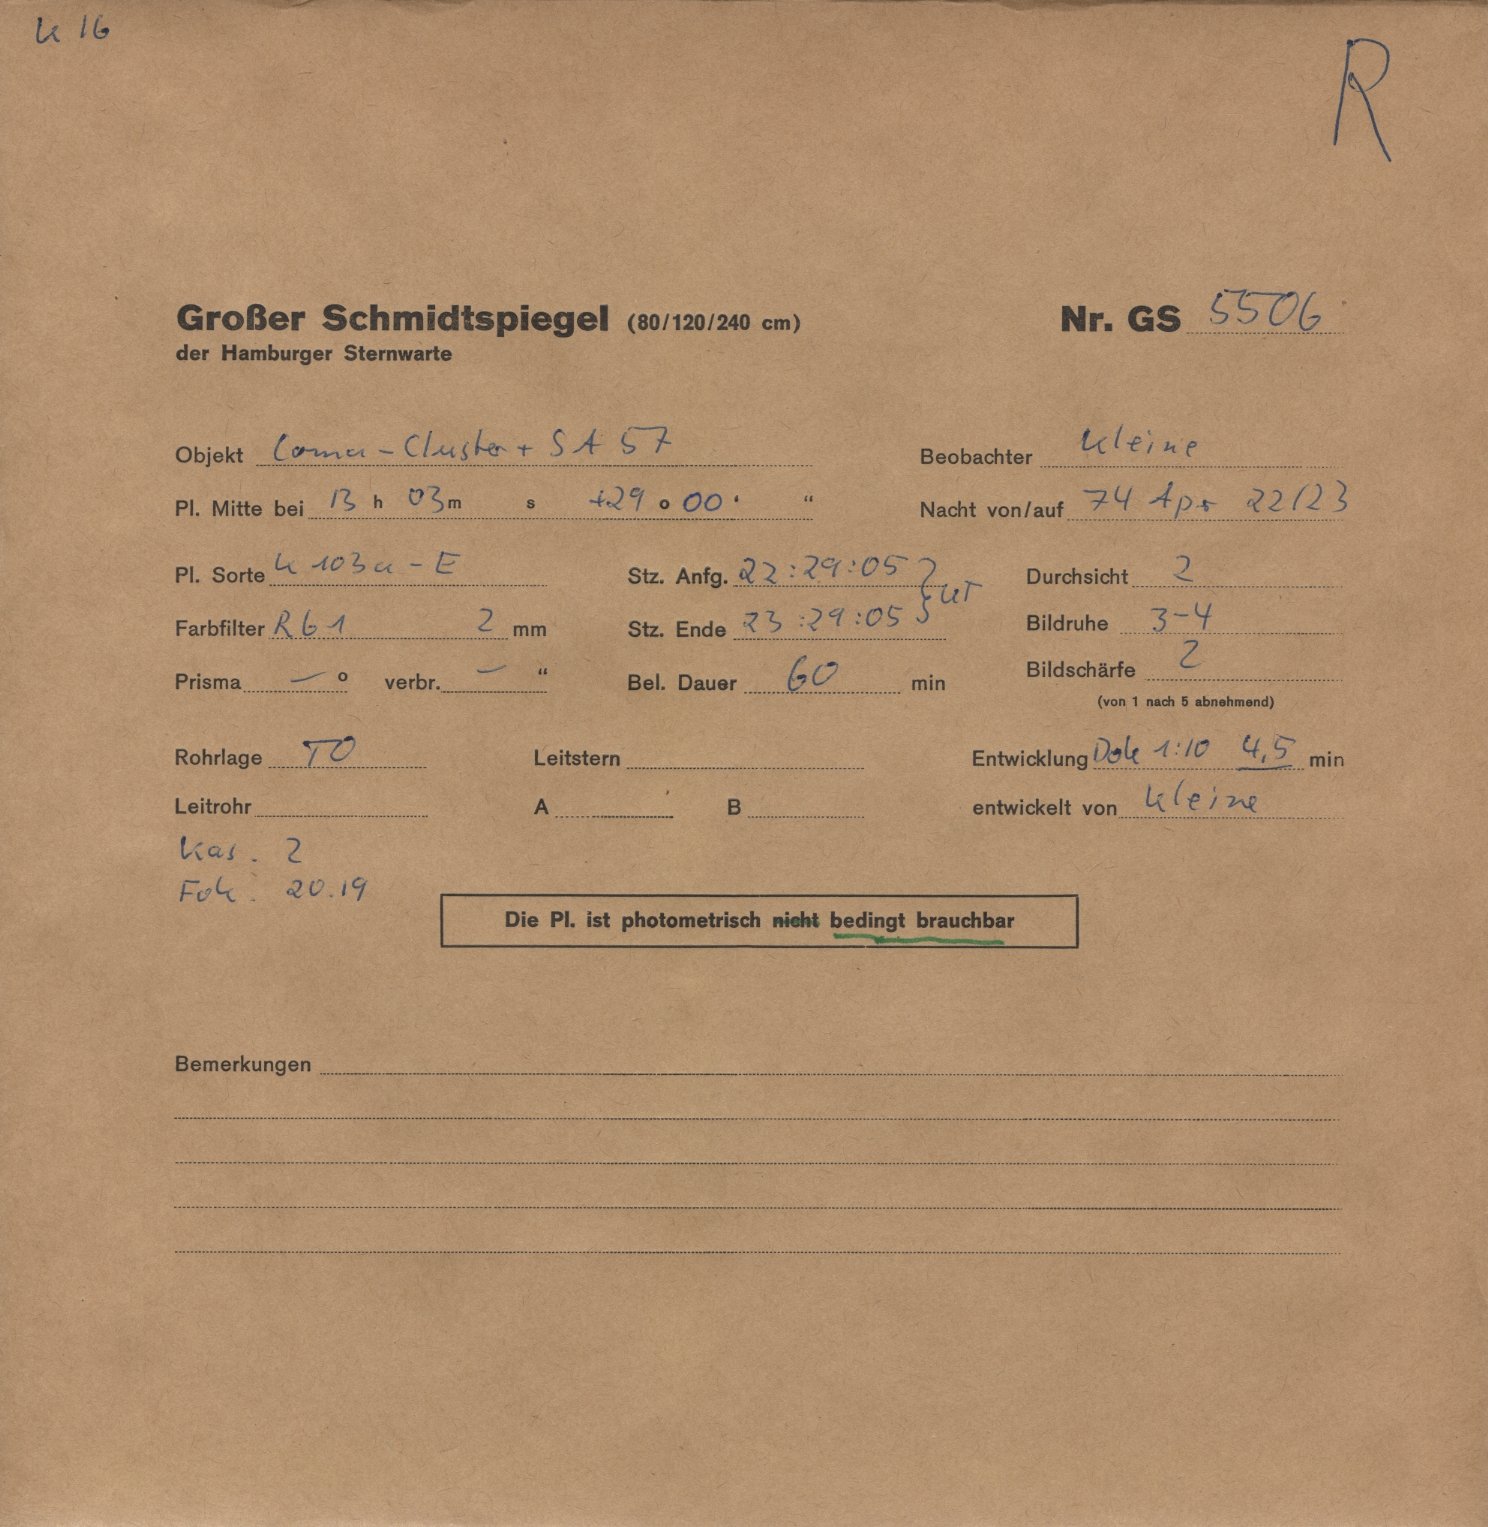 K 16
R
Großer Schmidtspiegel (80/120/240 cm) Nr. GS 5506
der Hamburger Sternwarte
Objekt Coma-Cluster + SA 57 Beobachter Kleine
Pl. Mitte bei 13 h 03 m s +29 o 00 ' “ Nacht von/auf 74 Apr 22/23
Pl. Sorte K 103a-E Stz. Anfg. 22:29:05 } UT Durchsicht 2
Farbfilter RG1 2 mm Stz. Ende 23:29:05 Bildruhe 3-4
Prisma — o verbr. — “ Bel. Dauer 60 min Bildschärfe 2
(von 1 nach 5 abnehmend)
Rohrlage TO Leitstern Entwicklung Dok 1:10 4,5 min
Leitrohr A B entwickelt von Kleine
Kas. 2
Fok. 20.19
Die Pl. ist photometrisch nicht bedingt brauchbar
Bemerkungen